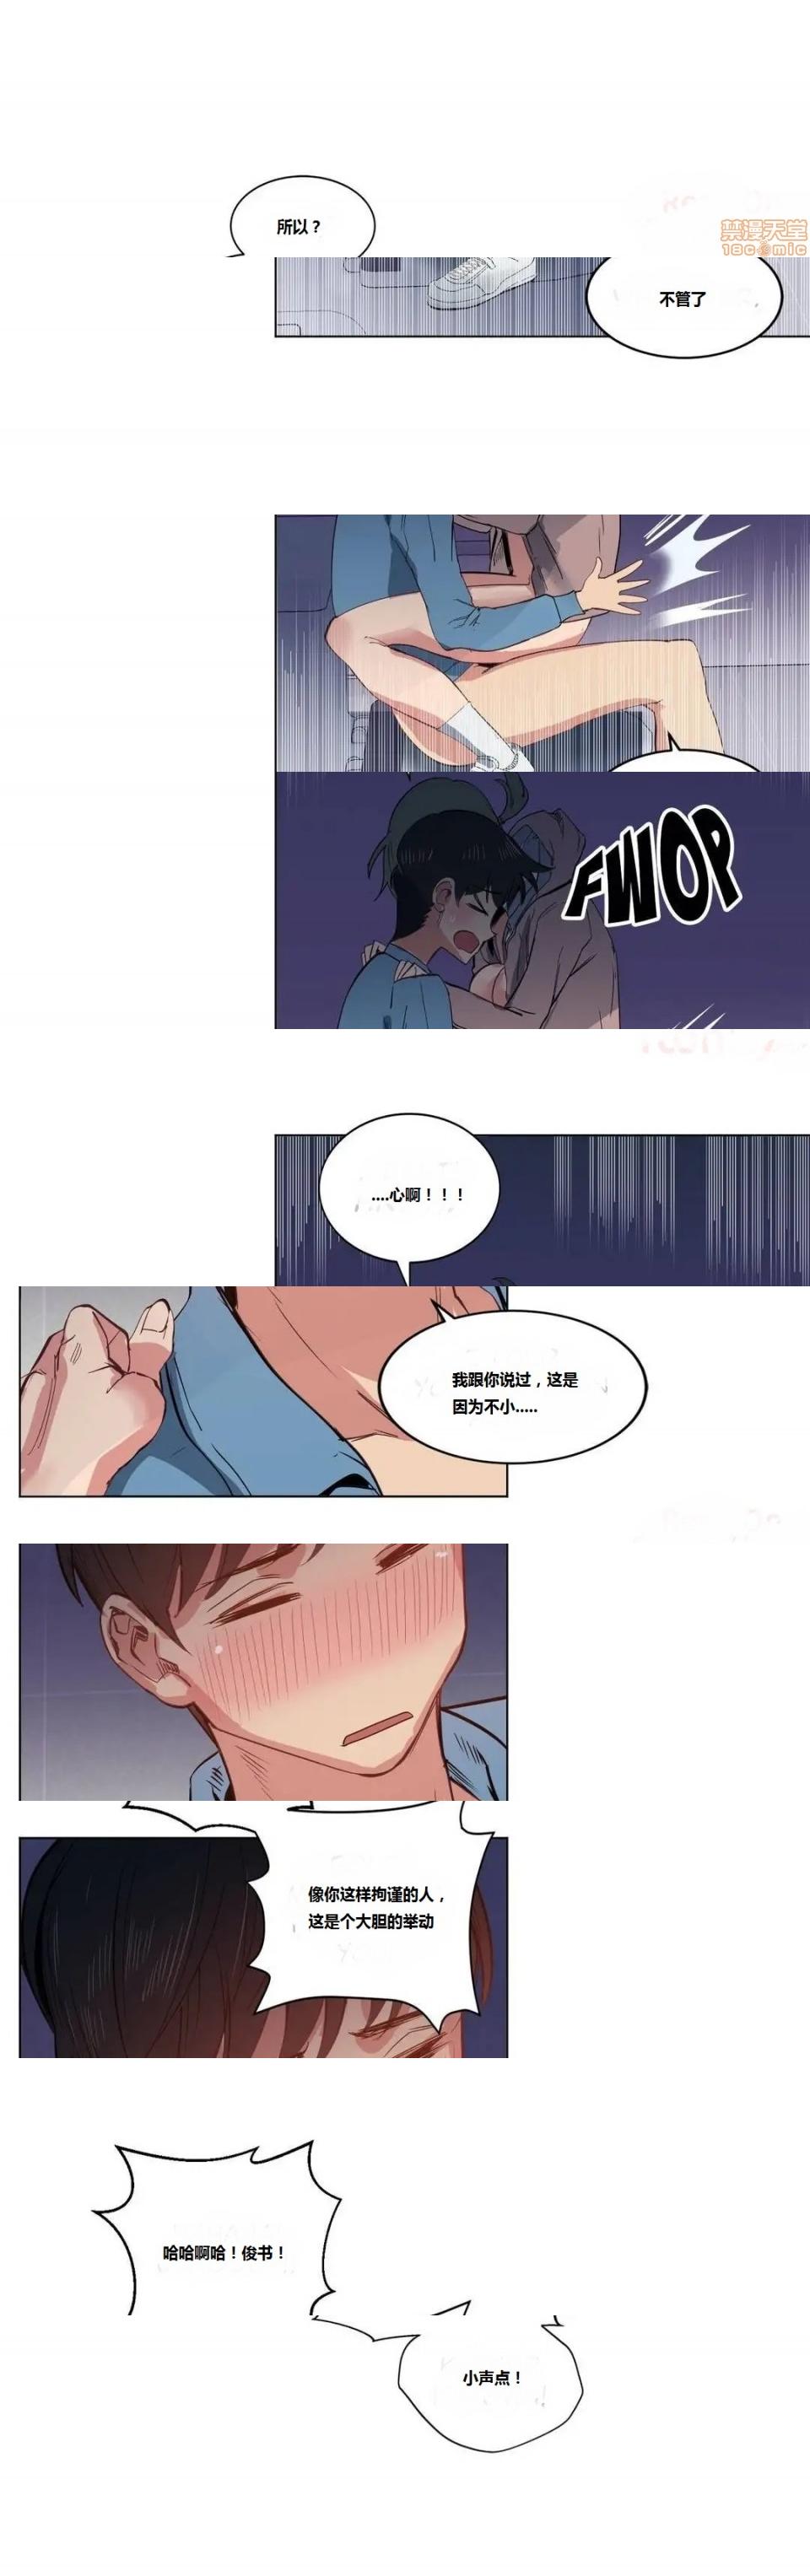 所以？
禁漫天堂
18comic
不管了
FWOP
....心啊！！！
我跟你说过，这是
因为不小.....
像你这样拘谨的人，
这是个大胆的举动
哈哈啊哈！俊书！
小声点！